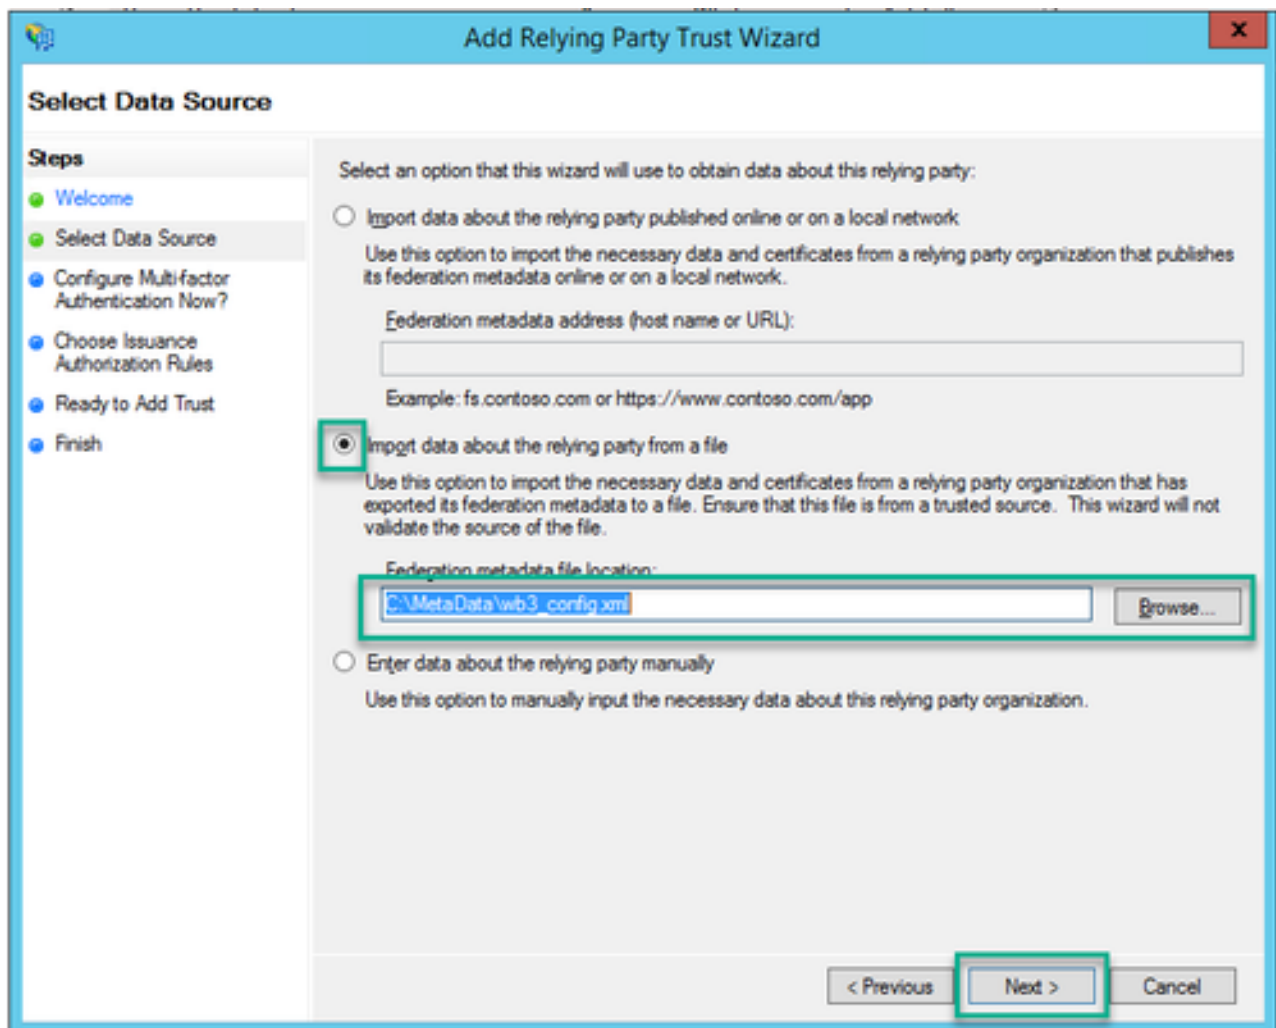 Add Relying Party Trust Wizard
x
Select Data Source
Steps
Welcome
Select Data Source
Configure Multi-factor
Authentication Now?
Choose Issuance
Authorization Rules
Ready to Add Trust
Finish
Select an option that this wizard will use to obtain data about this relying party:
Import data about the relying party published online or on a local network
Use this option to import the necessary data and certificates from a relying party organization that publishes
its federation metadata online or on a local network.
Federation metadata address (host name or URL):
Example: fs.contoso.com or https://www.contoso.com/app
Import data about the relying party from a file
Use this option to import the necessary data and certificates from a relying party organization that has
exported its federation metadata to a file. Ensure that this file is from a trusted source. This wizard will not
validate the source of the file.
Federation metadata file location:
C:\MetaData\wb3_config.xml
Browse...
Enter data about the relying party manually
Use this option to manually input the necessary data about this relying party organization.
< Previous
Next >
Cancel